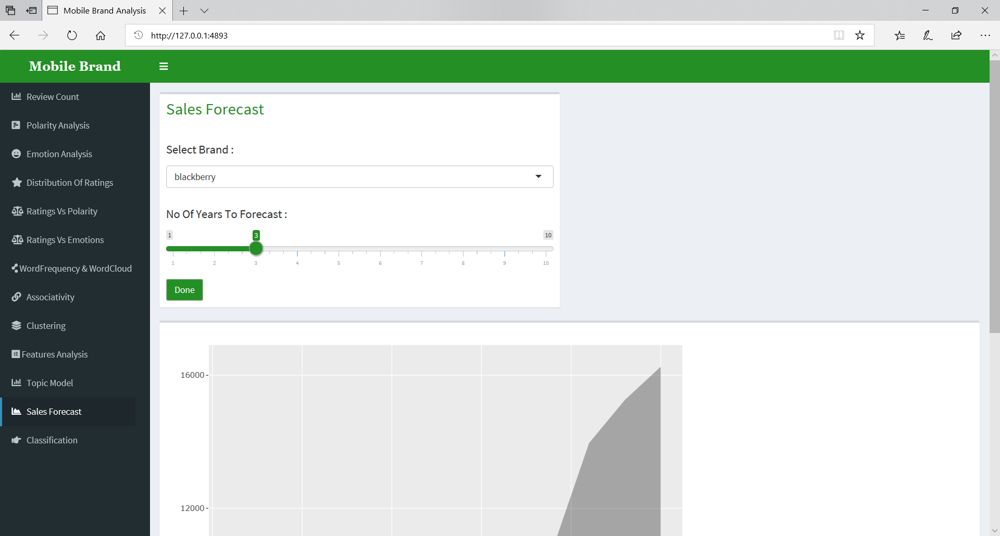 Mobile Brand Analysis
http://127.0.0.1:4893
Mobile Brand
Review Count
Polarity Analysis
Emotion Analysis
Distribution Of Ratings
Ratings Vs Polarity
Ratings Vs Emotions
WordFrequency & WordCloud
Associativity
Clustering
Features Analysis
Topic Model
Sales Forecast
Classification
Sales Forecast
Select Brand :
blackberry
No Of Years To Forecast :
1 3 10
1 2 3 4 5 6 7 8 9 10
Done
16000
12000